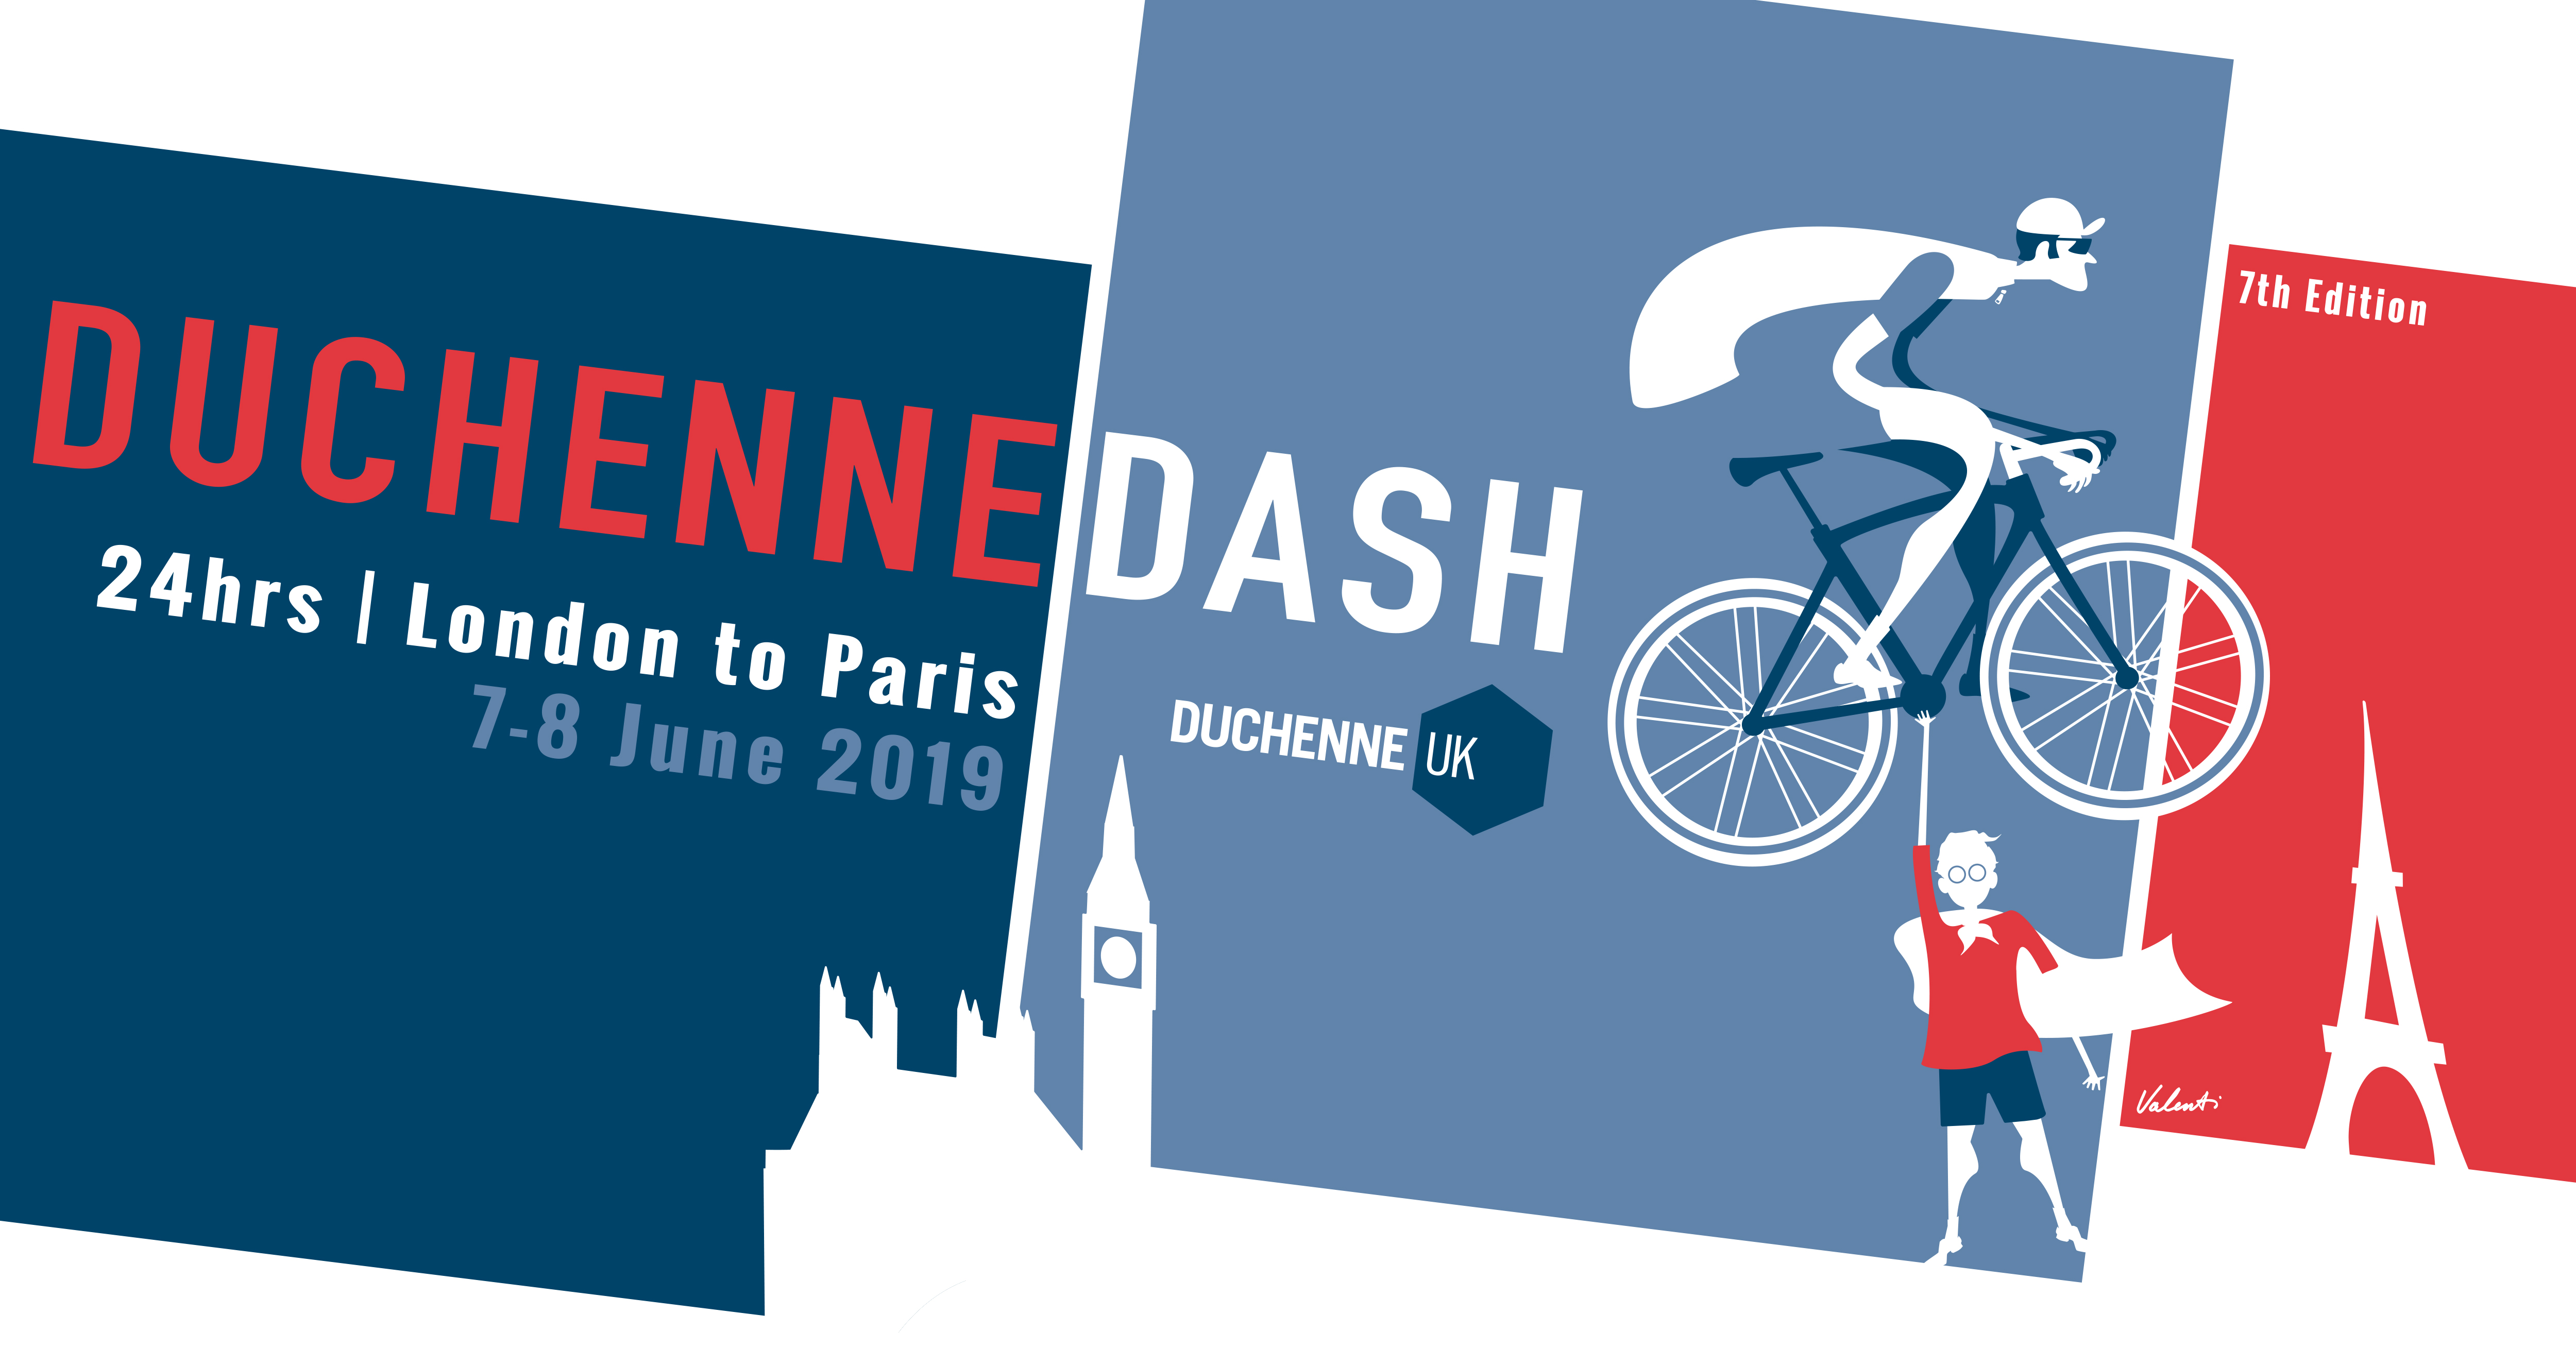 DUCHENNE DASH
24hrs | London to Paris
7-8 June 2019
DUCHENNE UK
7th Edition
Valenti